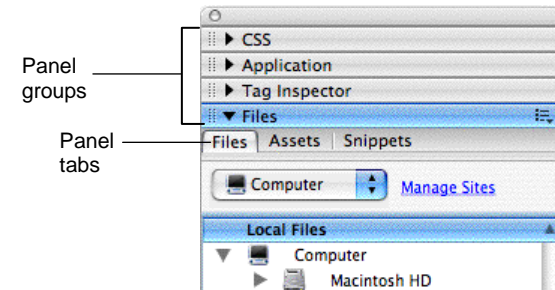 CSS
Application
Tag Inspector
Files
Panel
groups
Panel
tabs
Files Assets Snippets
Computer Manage Sites
Local Files
Computer
Macintosh HD